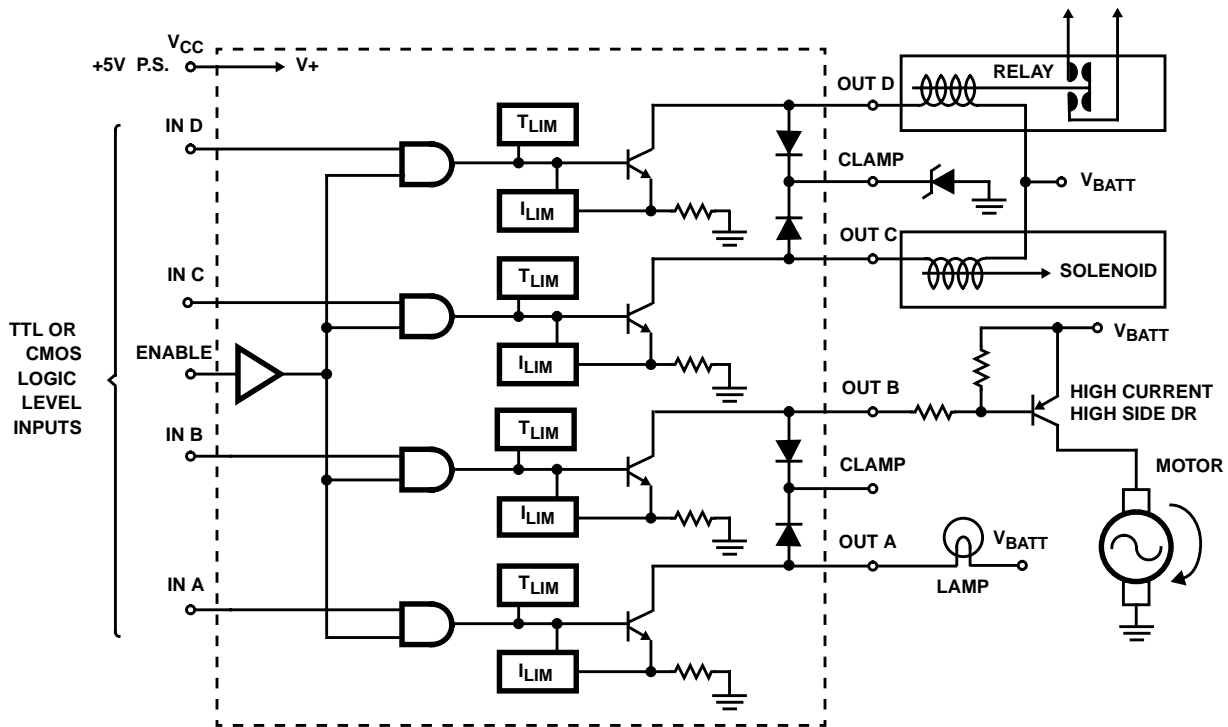 VCC
+5V P.S.
V+
TTL OR
CMOS
LOGIC
LEVEL
INPUTS
IN D
IN C
ENABLE
IN B
IN A
TLIM
ILIM
TLIM
ILIM
TLIM
ILIM
TLIM
ILIM
OUT D
CLAMP
OUT C
OUT B
CLAMP
OUT A
RELAY
VBATT
SOLENOID
VBATT
HIGH CURRENT
HIGH SIDE DR
MOTOR
VBATT
LAMP